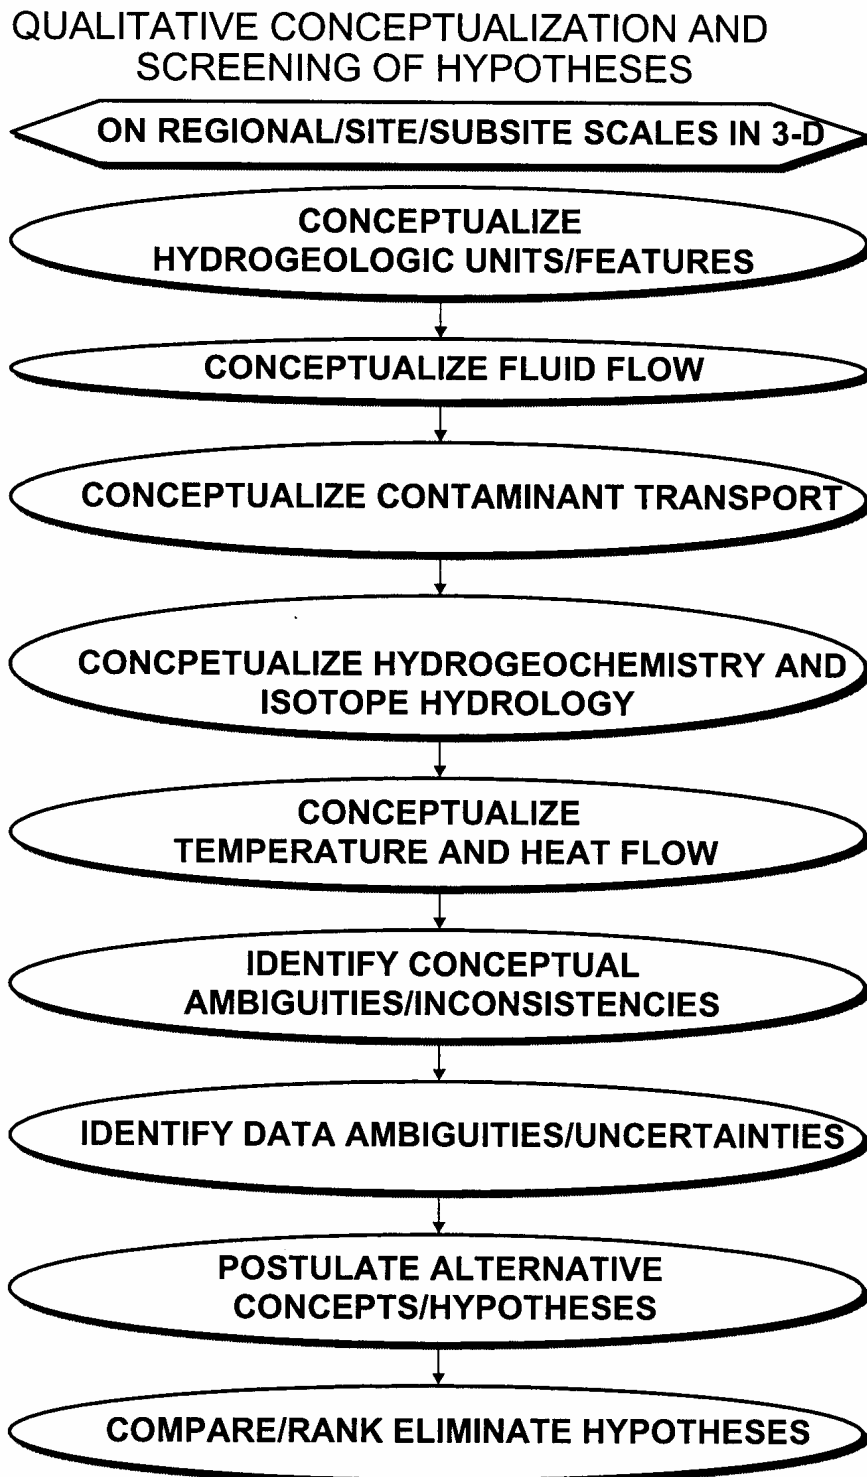 QUALITATIVE CONCEPTUALIZATION AND
SCREENING OF HYPOTHESES
ON REGIONAL/SITE/SUBSITE SCALES IN 3-D
CONCEPTUALIZE
HYDROGEOLOGIC UNITS/FEATURES
CONCEPTUALIZE FLUID FLOW
CONCEPTUALIZE CONTAMINANT TRANSPORT
CONCPETUALIZE HYDROGEOCHEMISTRY AND
ISOTOPE HYDROLOGY
CONCEPTUALIZE
TEMPERATURE AND HEAT FLOW
IDENTIFY CONCEPTUAL
AMBIGUITIES/INCONSISTENCIES
IDENTIFY DATA AMBIGUITIES/UNCERTAINTIES
POSTULATE ALTERNATIVE
CONCEPTS/HYPOTHESES
COMPARE/RANK ELIMINATE HYPOTHESES